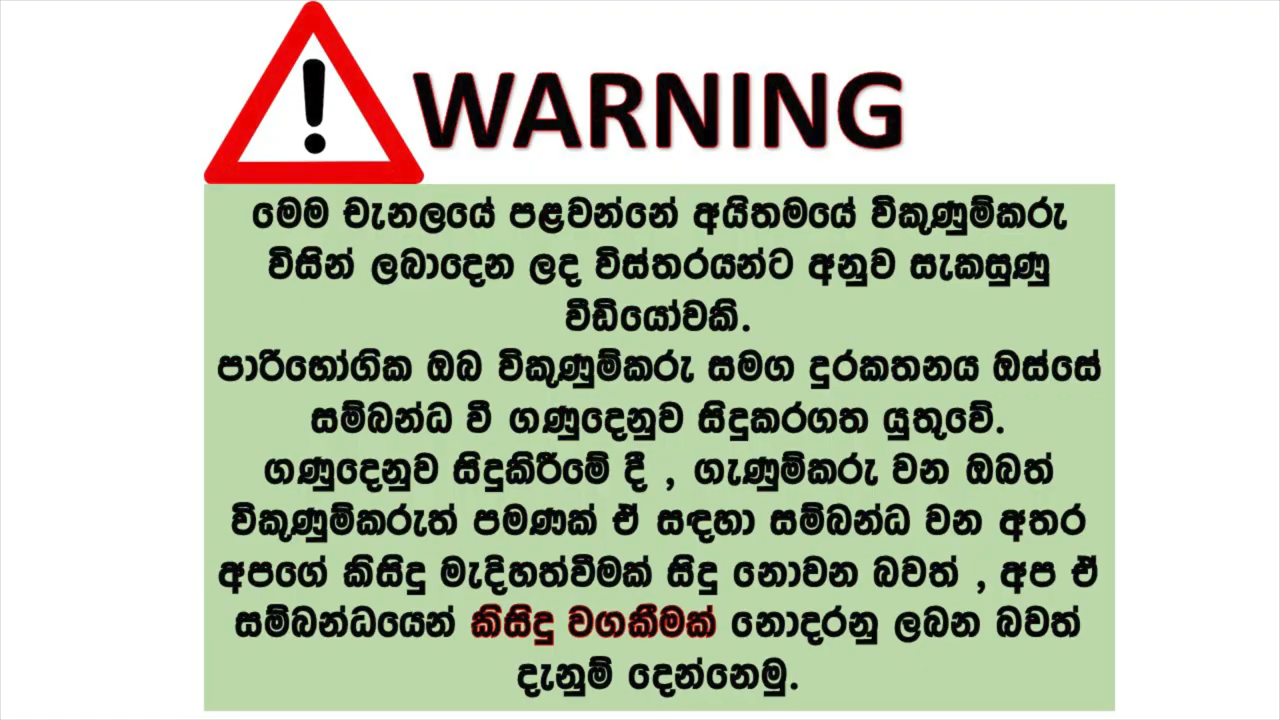 WARNING
මෙම චැනලයේ පළවන්නේ අයිතමයේ විකුණුම්කරු
විසින් ලබාදෙන ලද විස්තරයන්ට අනුව සැකසුණු
වීඩියෝවකි.
පාරිභෝගික ඔබ විකුණුම්කරු සමග දුරකතනය ඔස්සේ
සම්බන්ධ වී ගණුදෙනුව සිදුකරගත යුතුවේ.
ගණුදෙනුව සිදුකිරීමේ දී , ගැණුම්කරු වන ඔබත්
විකුණුම්කරුත් පමණක් ඒ සඳහා සම්බන්ධ වන අතර
අපගේ කිසිදු මැදිහත්වීමක් සිදු නොවන බවත් , අප ඒ
සම්බන්ධයෙන් කිසිදු වගකීමක් නොදරනු ලබන බවත්
දැනුම් දෙන්නෙමු.